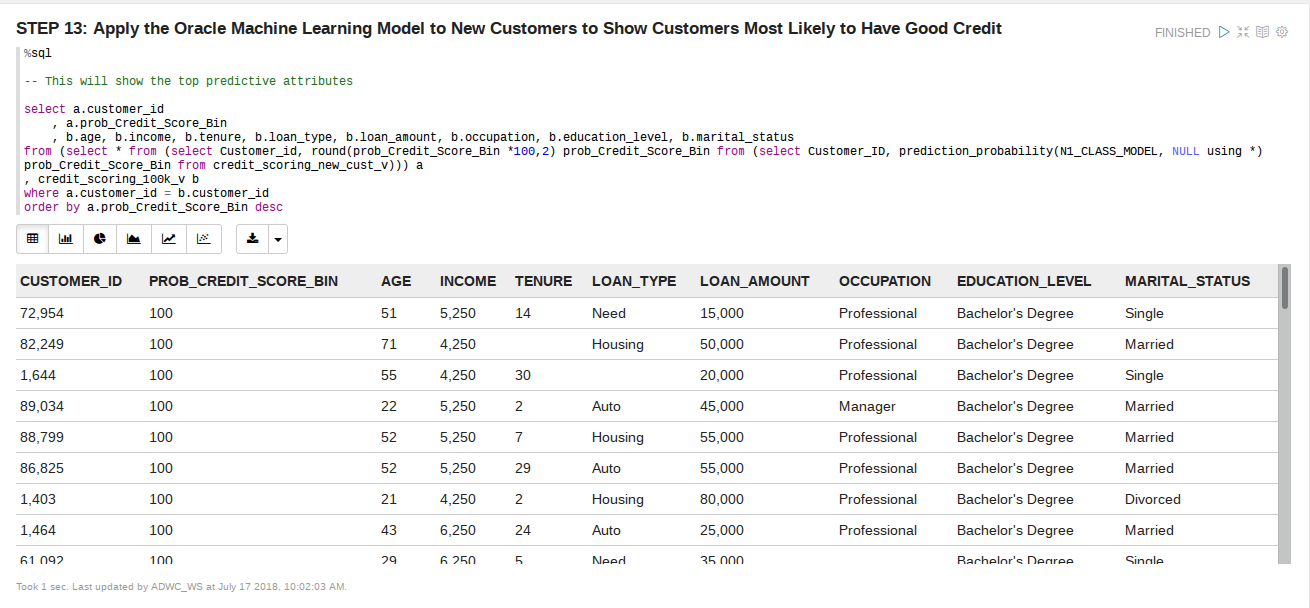 STEP 13: Apply the Oracle Machine Learning Model to New Customers to Show Customers Most Likely to Have Good Credit
FINISHED
%sql
-- This will show the top predictive attributes
select a.customer_id
, a.prob_Credit_Score_Bin
, b.age, b.income, b.tenure, b.loan_type, b.loan_amount, b.occupation, b.education_level, b.marital_status
from (select * from (select Customer_id, round(prob_Credit_Score_Bin *100,2) prob_Credit_Score_Bin from (select Customer_ID, prediction_probability(N1_CLASS_MODEL, NULL using *)
prob_Credit_Score_Bin from credit_scoring_new_cust_v))) a
, credit_scoring_100k_v b
where a.customer_id = b.customer_id
order by a.prob_Credit_Score_Bin desc
CUSTOMER_ID PROB_CREDIT_SCORE_BIN AGE INCOME TENURE LOAN_TYPE LOAN_AMOUNT OCCUPATION EDUCATION_LEVEL MARITAL_STATUS
72,954 100 51 5,250 14 Need 15,000 Professional Bachelor's Degree Single
82,249 100 71 4,250 Housing 50,000 Professional Bachelor's Degree Married
1,644 100 55 4,250 30 20,000 Professional Bachelor's Degree Single
89,034 100 22 5,250 2 Auto 45,000 Manager Bachelor's Degree Married
88,799 100 52 5,250 7 Housing 55,000 Professional Bachelor's Degree Married
86,825 100 52 5,250 29 Auto 55,000 Professional Bachelor's Degree Married
1,403 100 21 4,250 2 Housing 80,000 Professional Bachelor's Degree Divorced
1,464 100 43 6,250 24 Auto 25,000 Professional Bachelor's Degree Married
61,092 100 29 6,250 5 Need 35,000 Bachelor's Degree Single
Took 1 sec. Last updated by ADWC_WS at July 17 2018, 10:02:03 AM.